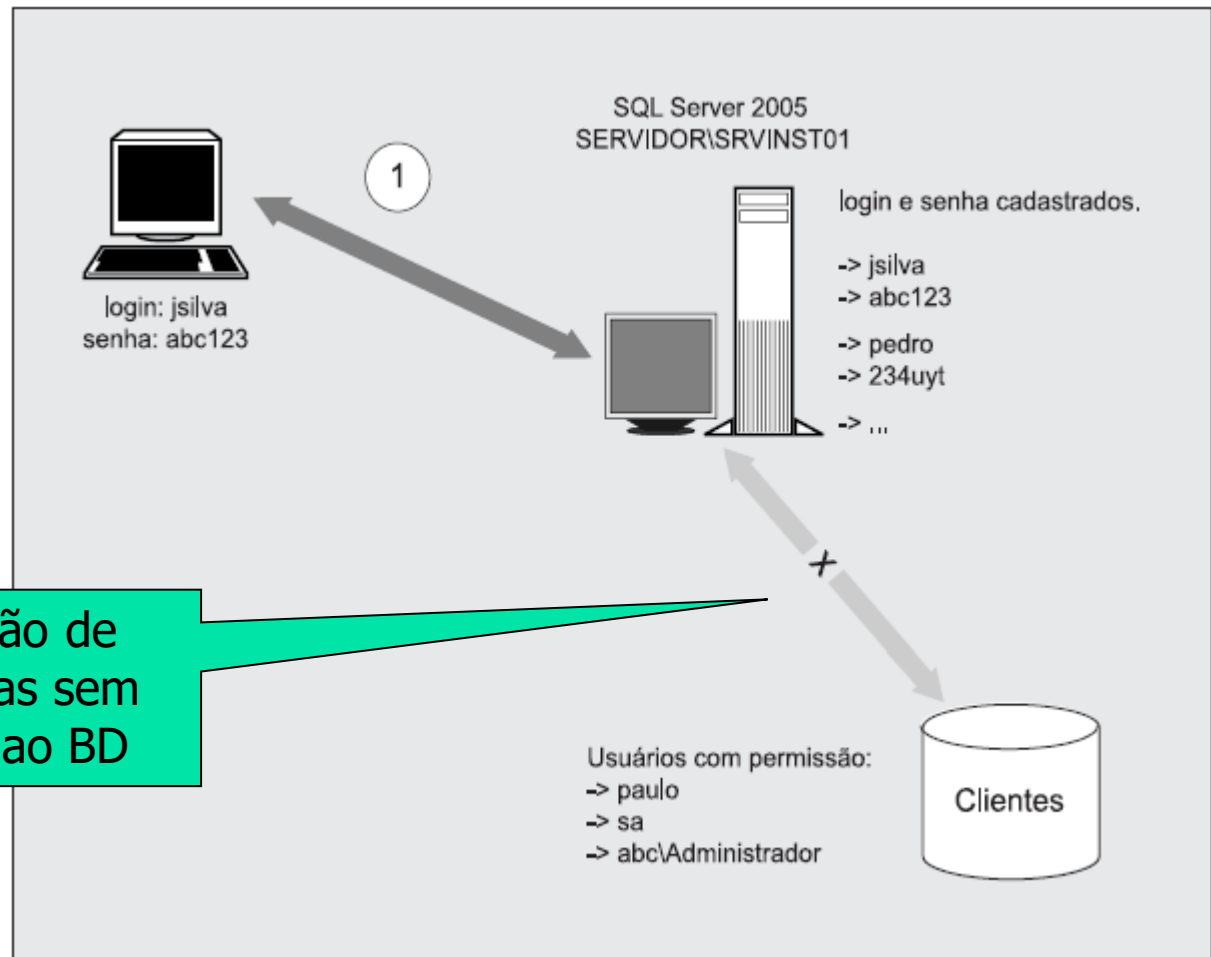 SQL Server 2005
SERVIDOR\SRVINST01
1
login e senha cadastrados.
-> jsilva
-> abc123
-> pedro
-> 234uyt
-> ...
login: jsilva
senha: abc123
X
ão de
as sem
ao BD
Usuários com permissão:
-> paulo
-> sa
-> abc\Administrador
Clientes